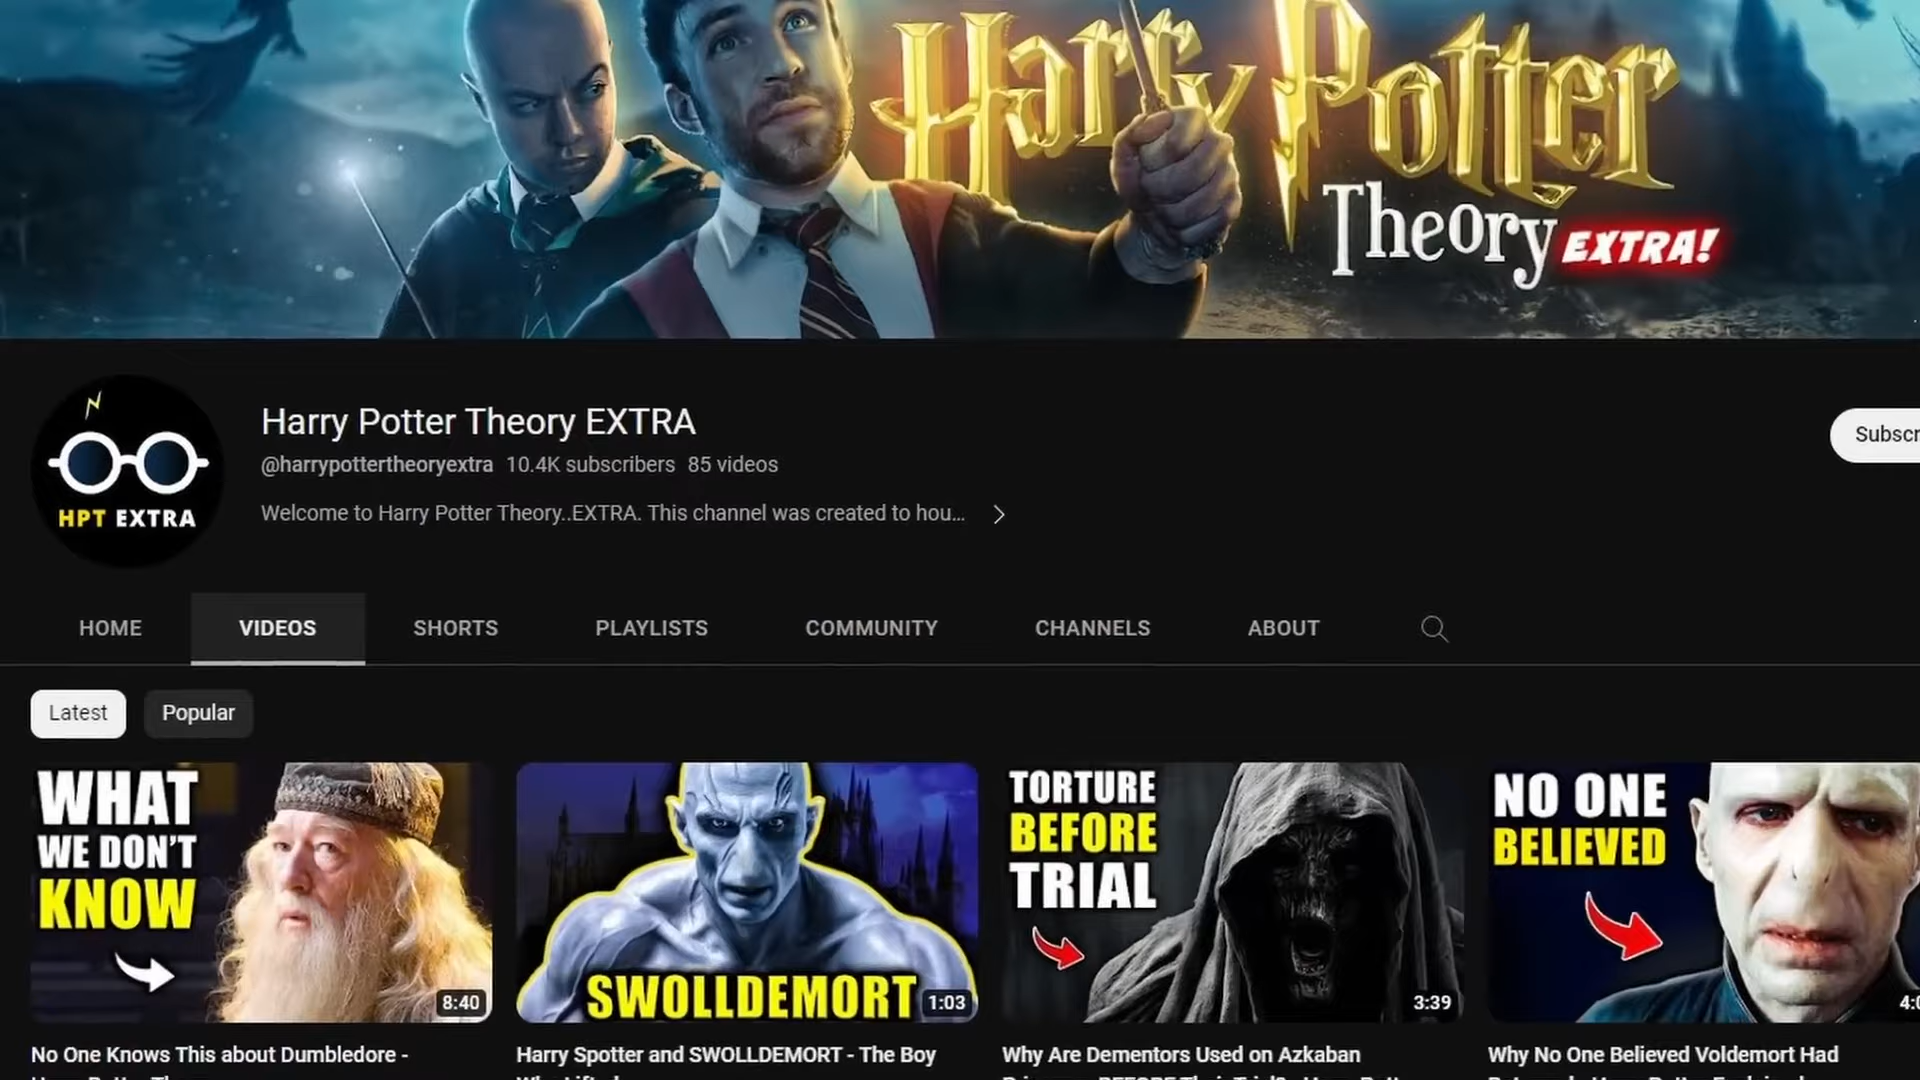 Harry Potter
Theory EXTRA!
Harry Potter Theory EXTRA
@harrypottertheoryextra 10.4K subscribers 85 videos
Welcome to Harry Potter Theory..EXTRA. This channel was created to hou...
HPT EXTRA
Subscr
HOME VIDEOS SHORTS PLAYLISTS COMMUNITY CHANNELS ABOUT
Latest Popular
WHAT
WE DON'T
KNOW
8:40
SWOLLDEMORT
1:03
TORTURE
BEFORE
TRIAL
3:39
NO ONE
BELIEVED
No One Knows This about Dumbledore -
Harry Spotter and SWOLLDEMORT - The Boy
Why Are Dementors Used on Azkaban
Why No One Believed Voldemort Had